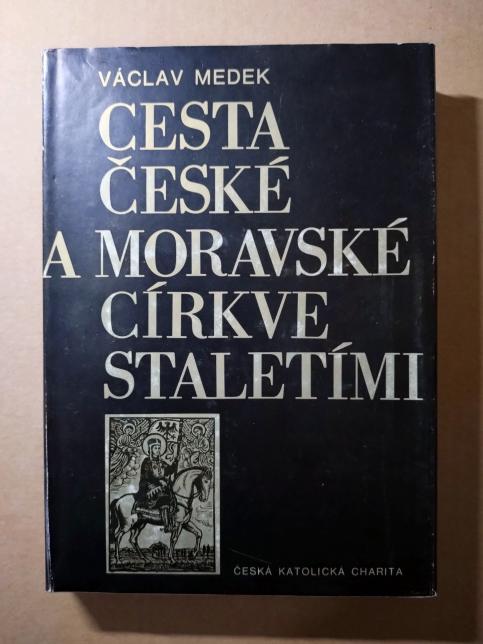 VÁCLAV MEDEK
CESTA
ČESKÉ
A MORAVSKÉ
CÍRKVE
STALETÍMI
ČESKÁ KATOLICKÁ CHARITA